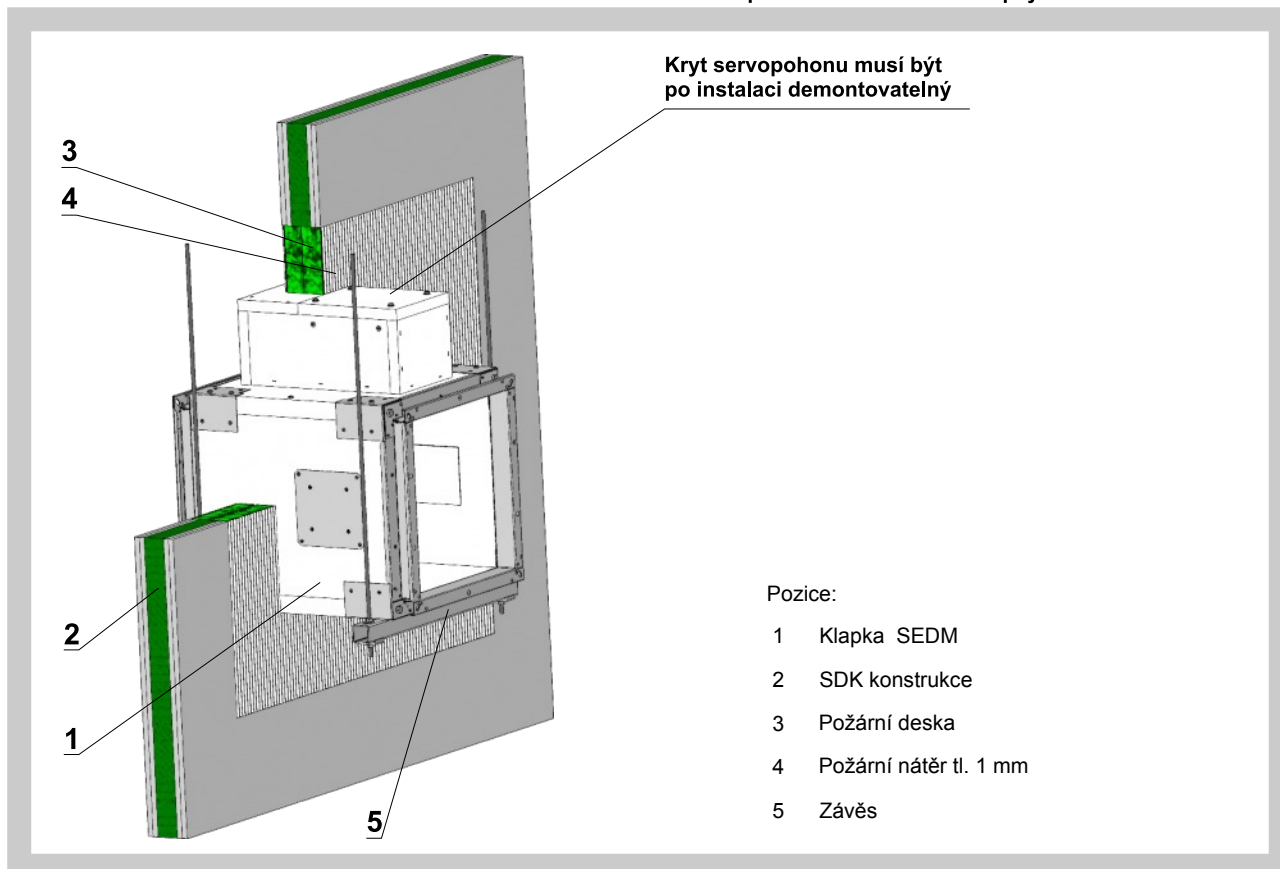 Kryt servopohonu musí být
po instalaci demontovatelný
3
4
2
1
5
Pozice:
1 Klapka SEDM
2 SDK konstrukce
3 Požární deska
4 Požární nátěr tl. 1 mm
5 Závěs